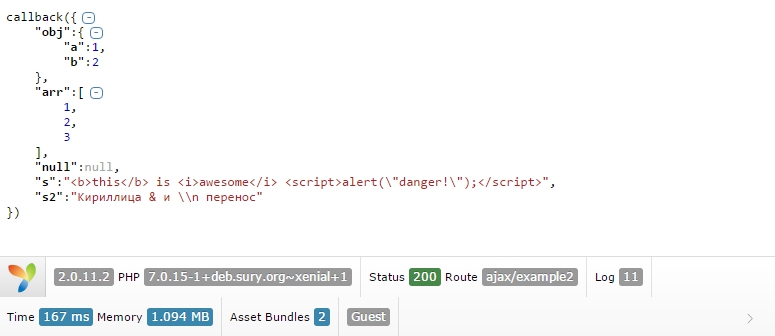 callback({
"obj":{
"a":1,
"b":2
},
"arr":[
1,
2,
3
],
"null":null,
"s":"<b>this</b> is <i>awesome</i> <script>alert(\"danger!\");</script>",
"s2":"Кириллица & и \\n перенос"
})
2.0.11.2 PHP 7.0.15-1+deb.sury.org~xenial+1 Status 200 Route ajax/example2 Log 11
Time 167 ms Memory 1.094 MB Asset Bundles 2 Guest